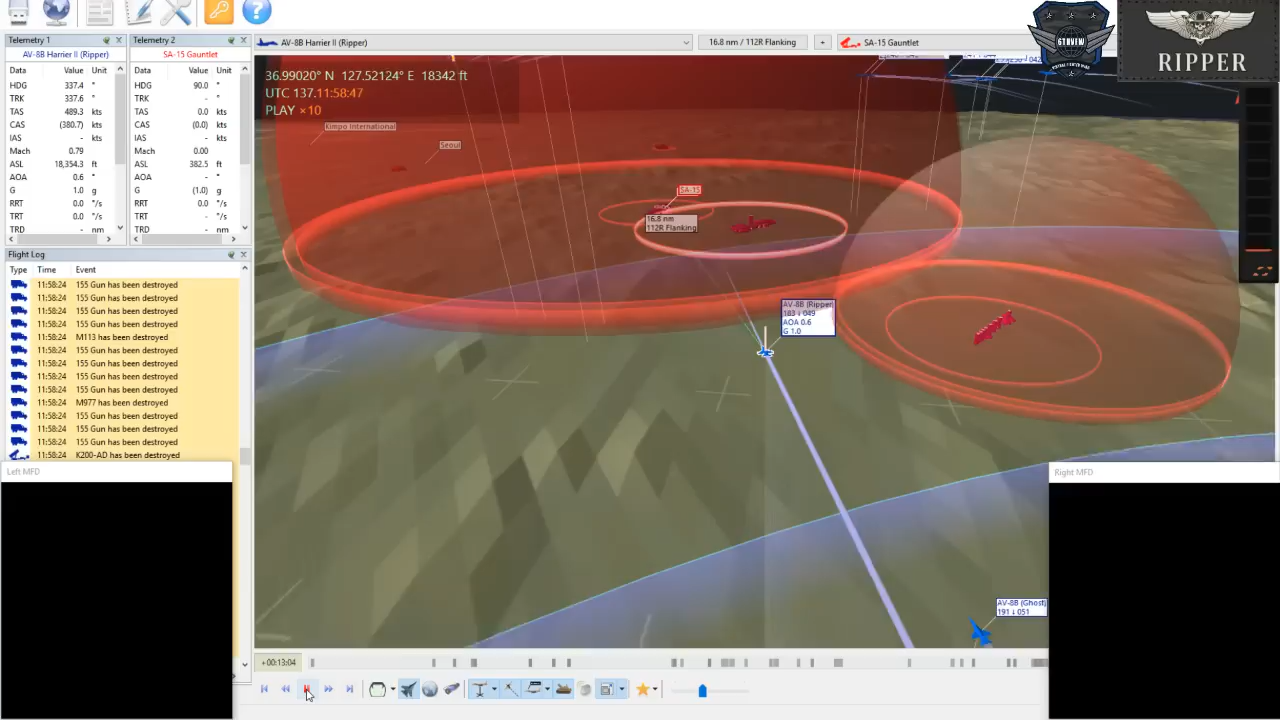 AV-8B Harrier II (Ripper)
16.8 nm / 112R Flanking
+
SA-15 Gauntlet
RIPPER
Telemetry 1
AV-8B Harrier II (Ripper)
Data Value Unit
HDG 337.4 °
TRK 337.6 °
TAS 489.3 kts
CAS (380.7) kts
IAS - kts
Mach 0.79
ASL 18,354.3 ft
AOA 0.6 °
G 1.0 g
RRT 0.0 °/s
TRT 0.0 °/s
TRD - nm
Telemetry 2
SA-15 Gauntlet
Data Value Unit
HDG 90.0 °
TRK - °
TAS 0.0 kts
CAS (0.0) kts
IAS - kts
Mach 0.00
ASL 382.5 ft
AOA - °
G (1.0) g
RRT 0.0 °/s
TRT - °/s
TRD - nm
Flight Log
Type Time Event
11:58:24 155 Gun has been destroyed
11:58:24 155 Gun has been destroyed
11:58:24 155 Gun has been destroyed
11:58:24 155 Gun has been destroyed
11:58:24 M113 has been destroyed
11:58:24 155 Gun has been destroyed
11:58:24 155 Gun has been destroyed
11:58:24 155 Gun has been destroyed
11:58:24 155 Gun has been destroyed
11:58:24 M977 has been destroyed
11:58:24 155 Gun has been destroyed
11:58:24 155 Gun has been destroyed
11:58:24 155 Gun has been destroyed
11:58:24 K200-AD has been destroyed
36.99020° N 127.52124° E 18342 ft
UTC 137.11:58:47
PLAY ×10
Kimpo International
Seoul
SA-15
16.8 nm
112R Flanking
AV-8B (Ripper
183 ↓ 049
AOA 0.6
G 1.0
AV-8B (Ghost)
191 ↓ 051
Left MFD
Right MFD
+00:13:04